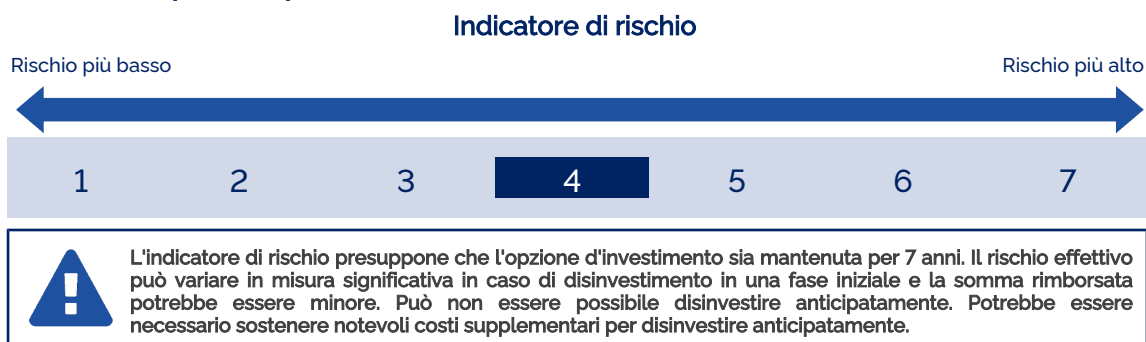 Indicatore di rischio
Rischio più basso
Rischio più alto
1 2 3 4 5 6 7
L'indicatore di rischio presuppone che l'opzione d'investimento sia mantenuta per 7 anni. Il rischio effettivo
può variare in misura significativa in caso di disinvestimento in una fase iniziale e la somma rimborsata
potrebbe essere minore. Può non essere possibile disinvestire anticipatamente. Potrebbe essere
necessario sostenere notevoli costi supplementari per disinvestire anticipatamente.